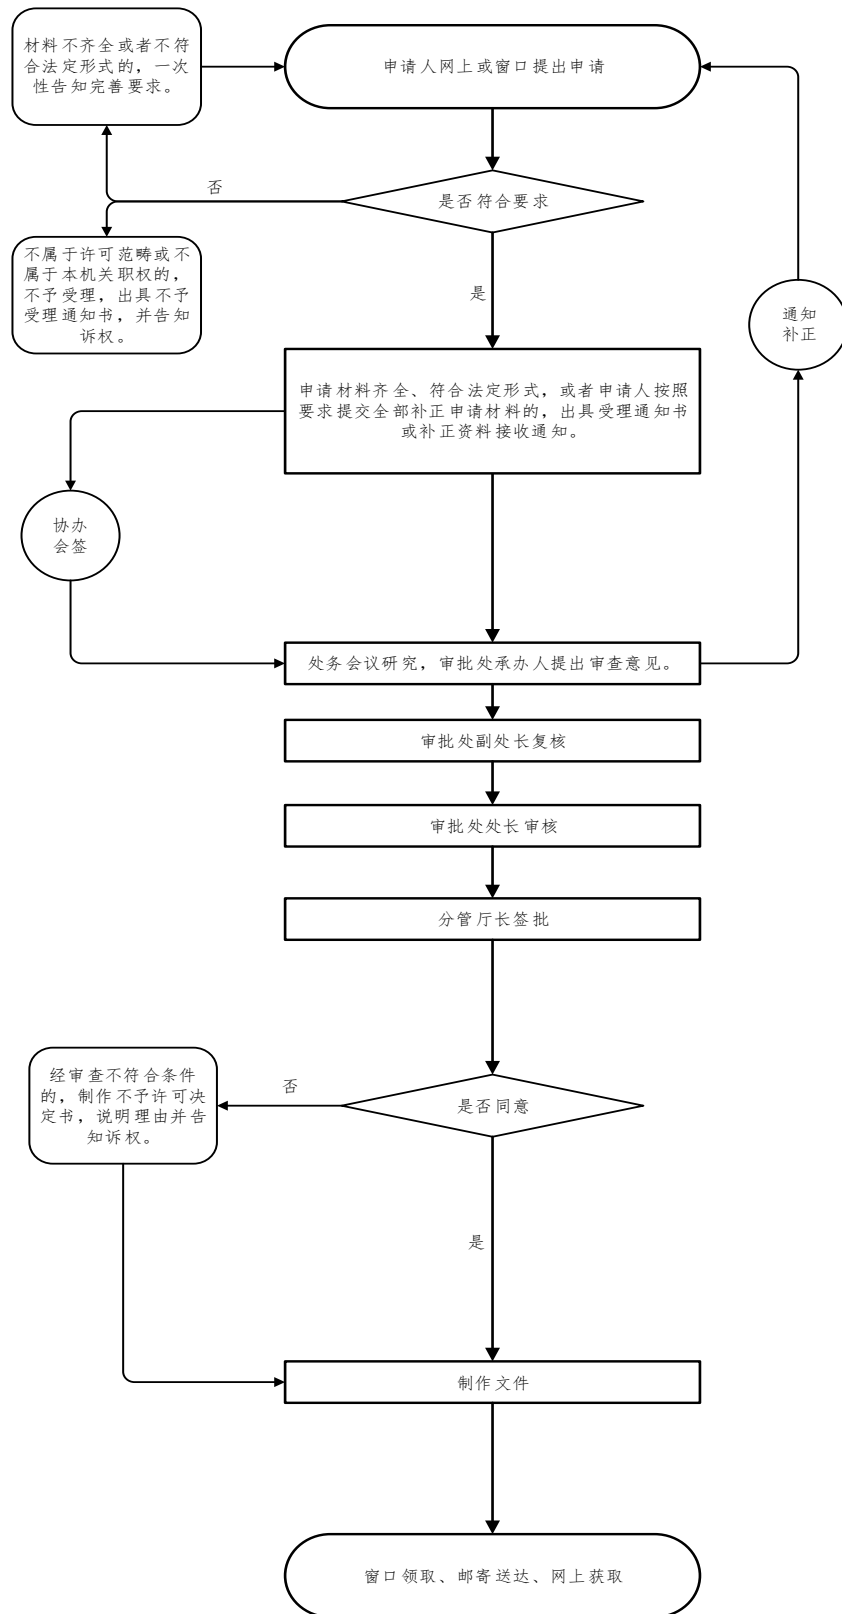 材料不齐全或者不符
合法定形式的，一次
性告知完善要求。
申请人网上或窗口提出申请
否
是否符合要求
不属于许可范畴或不
属于本机关职权的，
不予受理，出具不予
受理通知书，并告知
诉权。
是
通知
补正
申请材料齐全、符合法定形式，或者申请人按照
要求提交全部补正申请材料的，出具受理通知书
或补正资料接收通知。
协办
会签
处务会议研究，审批处承办人提出审查意见。
审批处副处长复核
审批处处长审核
分管厅长签批
经审查不符合条件
的，制作不予许可决
定书，说明理由并告
知诉权。
否
是否同意
是
制作文件
窗口领取、邮寄送达、网上获取